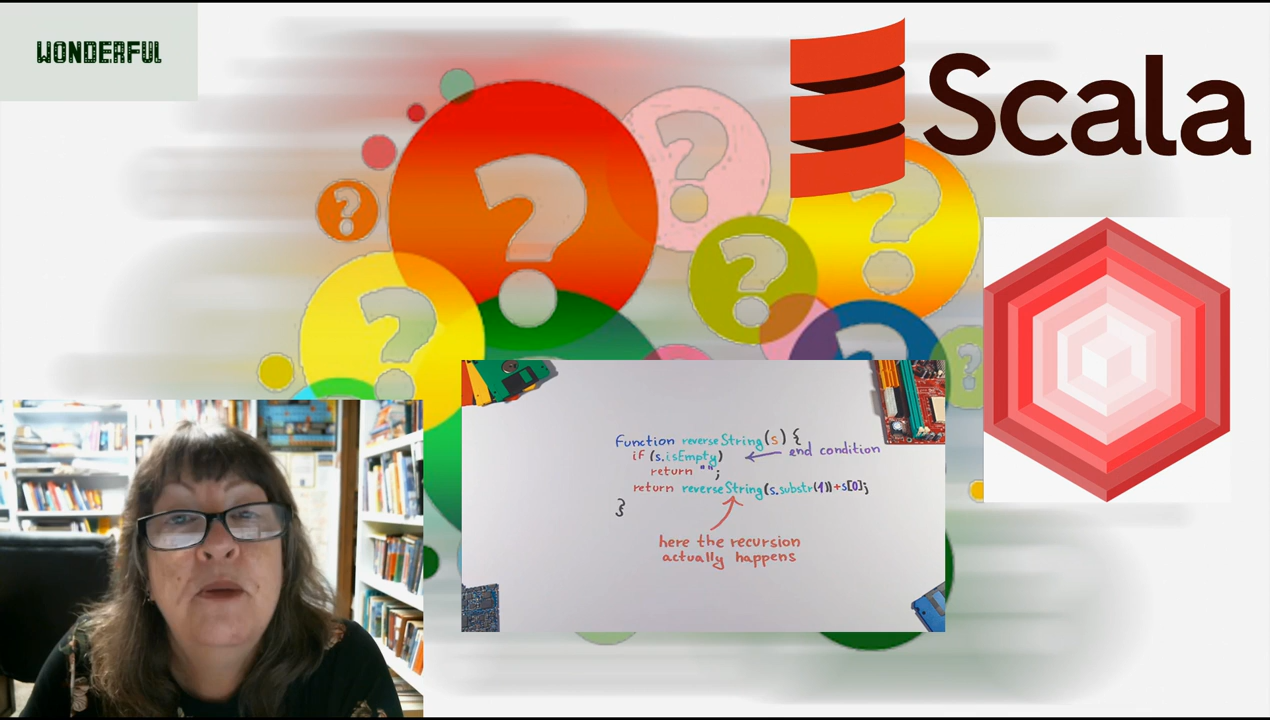 WONDERFUL
Scala
function reverseString(s) {
if (s.isEmpty)
end condition
return "";
return reverseString(s.substr(1))+s[0];
}
here the recursion
actually happens